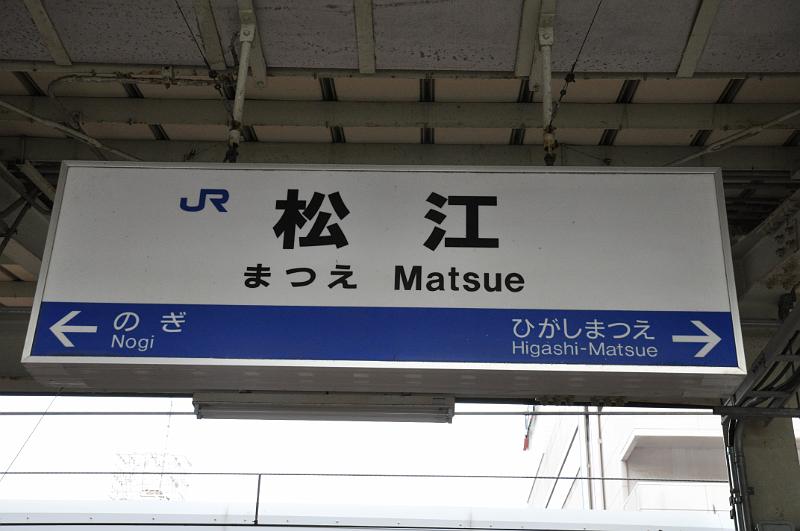 JR 松江
まつえ Matsue
← のぎ
Nogi
ひがしまつえ →
Higashi-Matsue